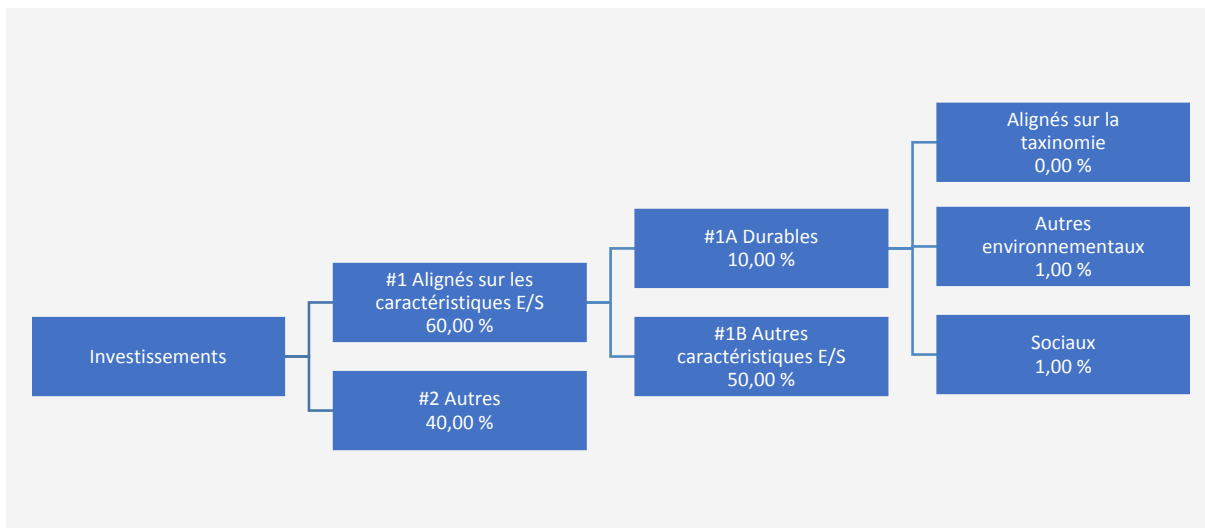 Investissements
#1 Alignés sur les
caractéristiques E/S
60,00 %
#2 Autres
40,00 %
#1A Durables
10,00 %
#1B Autres
caractéristiques E/S
50,00 %
Alignés sur la
taxinomie
0,00 %
Autres
environnementaux
1,00 %
Sociaux
1,00 %